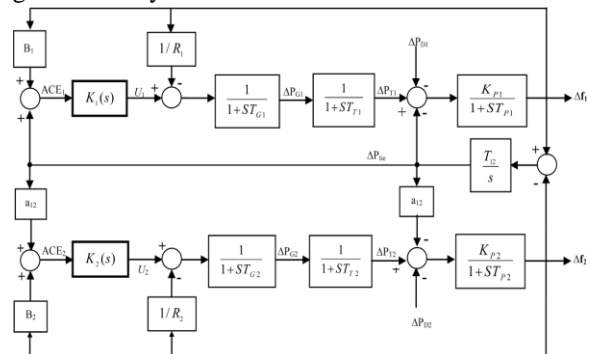 B₁
1/ R₁
ΔP_D1
ACE₁
K₁(s)
U₁
1
1+ST_G1
ΔP_G1
1
1+ST_T1
ΔP_T1
K_P1
1+ST_P1
Δf₁
ΔP_tie
T₁₂
s
a₁₂
a₁₂
ACE₂
K₂(s)
U₂
1
1+ST_G2
ΔP_G2
1
1+ST_T2
ΔP_T2
K_P2
1+ST_P2
Δf₂
B₂
1/ R₂
ΔP_D2